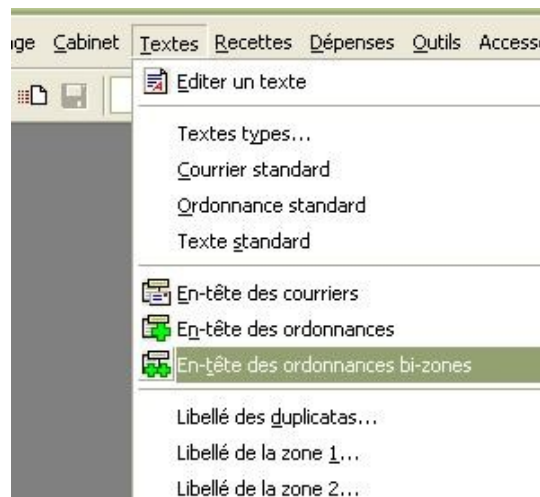 ge Cabinet Textes Recettes Dépenses Outils Access
Editer un texte
Textes types...
Courrier standard
Ordonnance standard
Texte standard
En-tête des courriers
En-tête des ordonnances
En-tête des ordonnances bi-zones
Libellé des duplicatas...
Libellé de la zone 1...
Libellé de la zone 2...